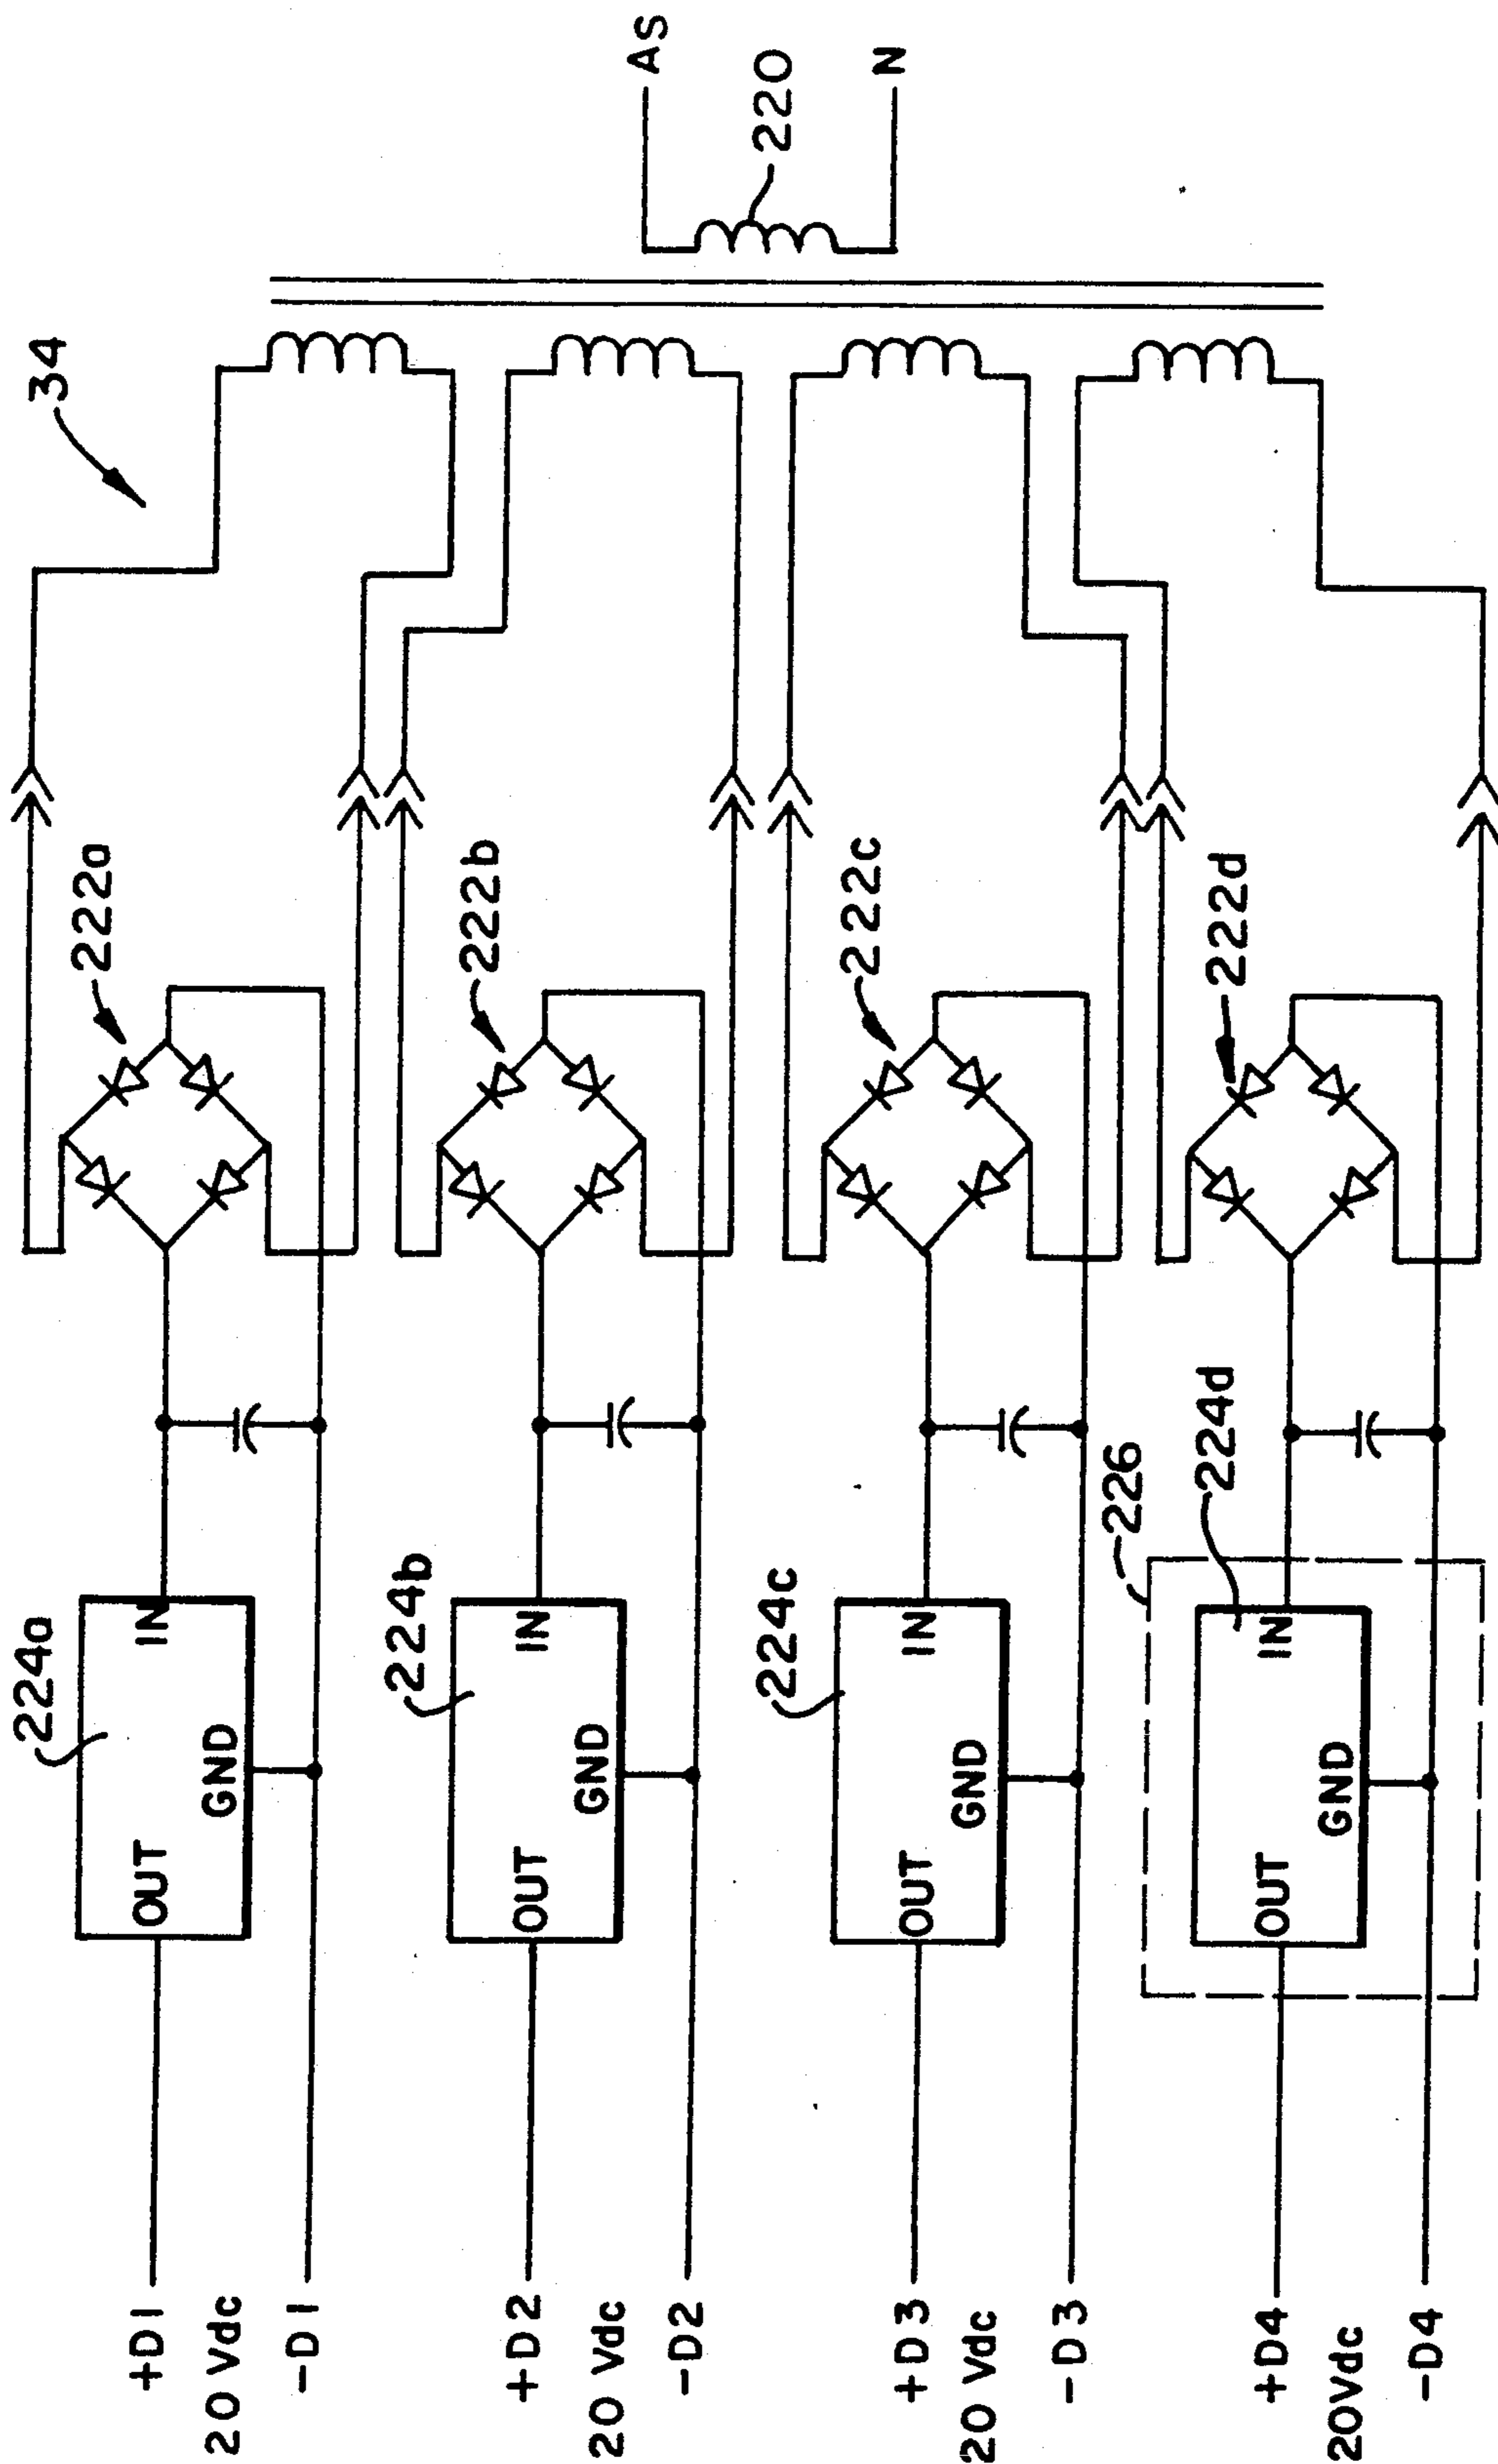 34
As
220
N
222a
222b
222c
222d
224a
IN
GND
OUT
224b
IN
GND
OUT
224c
IN
GND
OUT
226
224d
IN
GND
OUT
+D1
20 Vdc
-D1
+D2
20 Vdc
-D2
+D3
20 Vdc
-D3
+D4
20Vdc
-D4